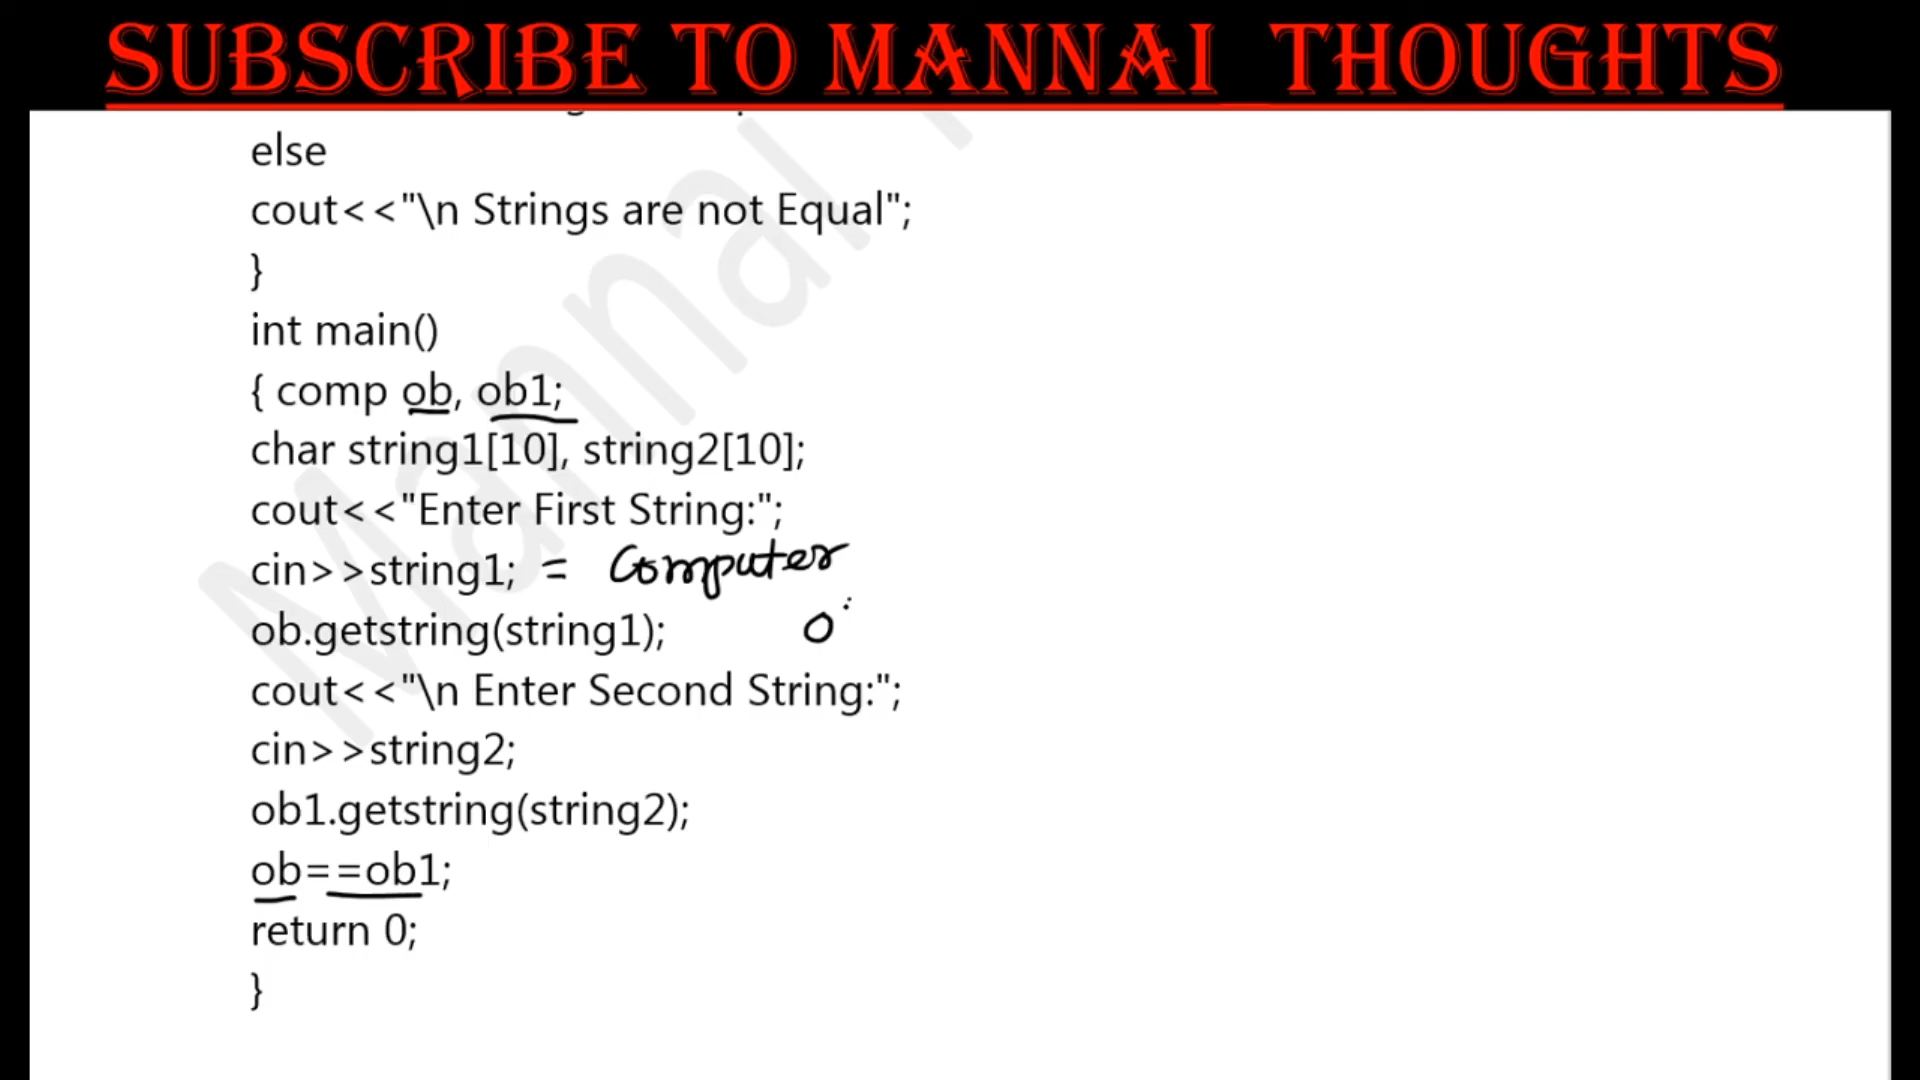 SUBSCRIBE TO MANNAI THOUGHTS
else
cout<<"\n Strings are not Equal";
}
int main()
{ comp ob, ob1;
char string1[10], string2[10];
cout<<"Enter First String:";
cin>>string1; = Computer
ob.getstring(string1); o
cout<<"\n Enter Second String:";
cin>>string2;
ob1.getstring(string2);
ob==ob1;
return 0;
}
Mannai